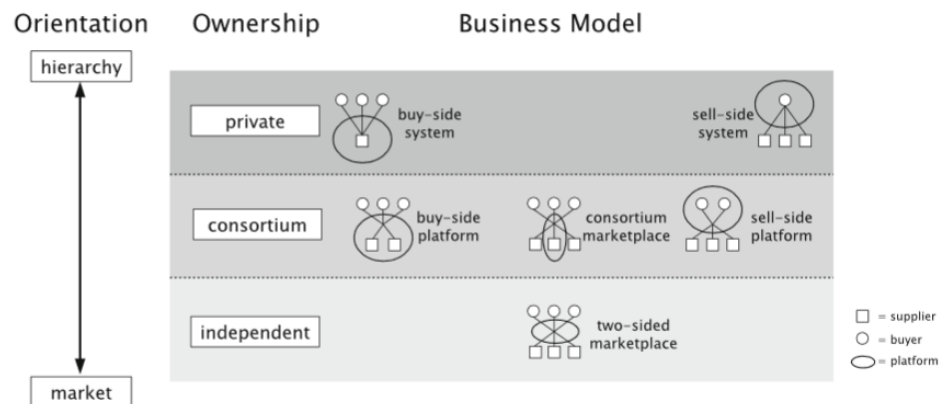 Orientation
Ownership
Business Model
hierarchy
private
buy-side
system
sell-side
system
consortium
buy-side
platform
consortium
marketplace
sell-side
platform
independent
two-sided
marketplace
= supplier
= buyer
= platform
market